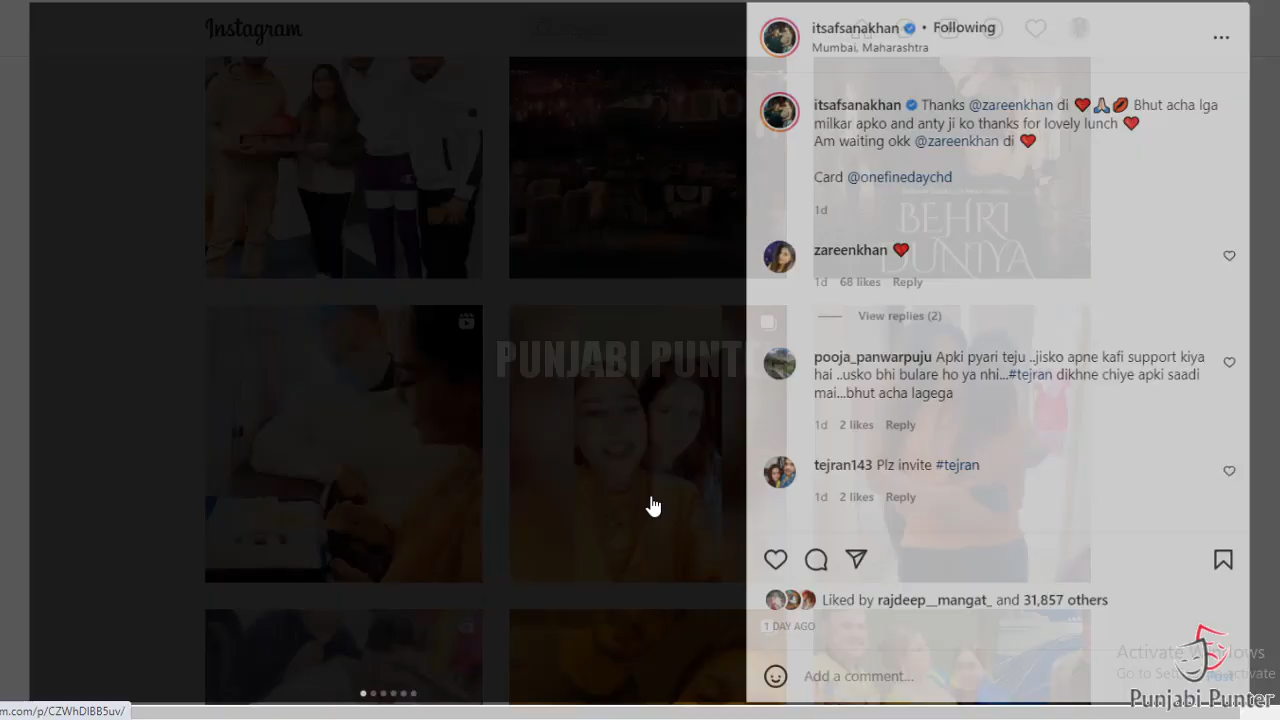 Instagram
itsafsanakhan • Following
Mumbai, Maharashtra
itsafsanakhan Thanks @zareenkhan di ❤️🙏🏻💋 Bhut acha lga
milkar apko and anty ji ko thanks for lovely lunch ❤️
Am waiting okk @zareenkhan di ❤️
Card @onefinedaychd
1d
BEHRI
DUNIYA
zareenkhan ❤️
1d 68 likes Reply
View replies (2)
PUNJABI PUNTE
pooja_panwarpuju Apki pyari teju ..jisko apne kafi support kiya
hai ..usko bhi bulare ho ya nhi...#tejran dikhne chiye apki saadi
mai...bhut acha lagega
1d 2 likes Reply
tejran143 Plz invite #tejran
1d 2 likes Reply
Liked by rajdeep__mangat_ and 31,857 others
1 DAY AGO
Activate Windows
Add a comment...
Post
Punjabi Punter
m.com/p/CZWhDIBB5uv/